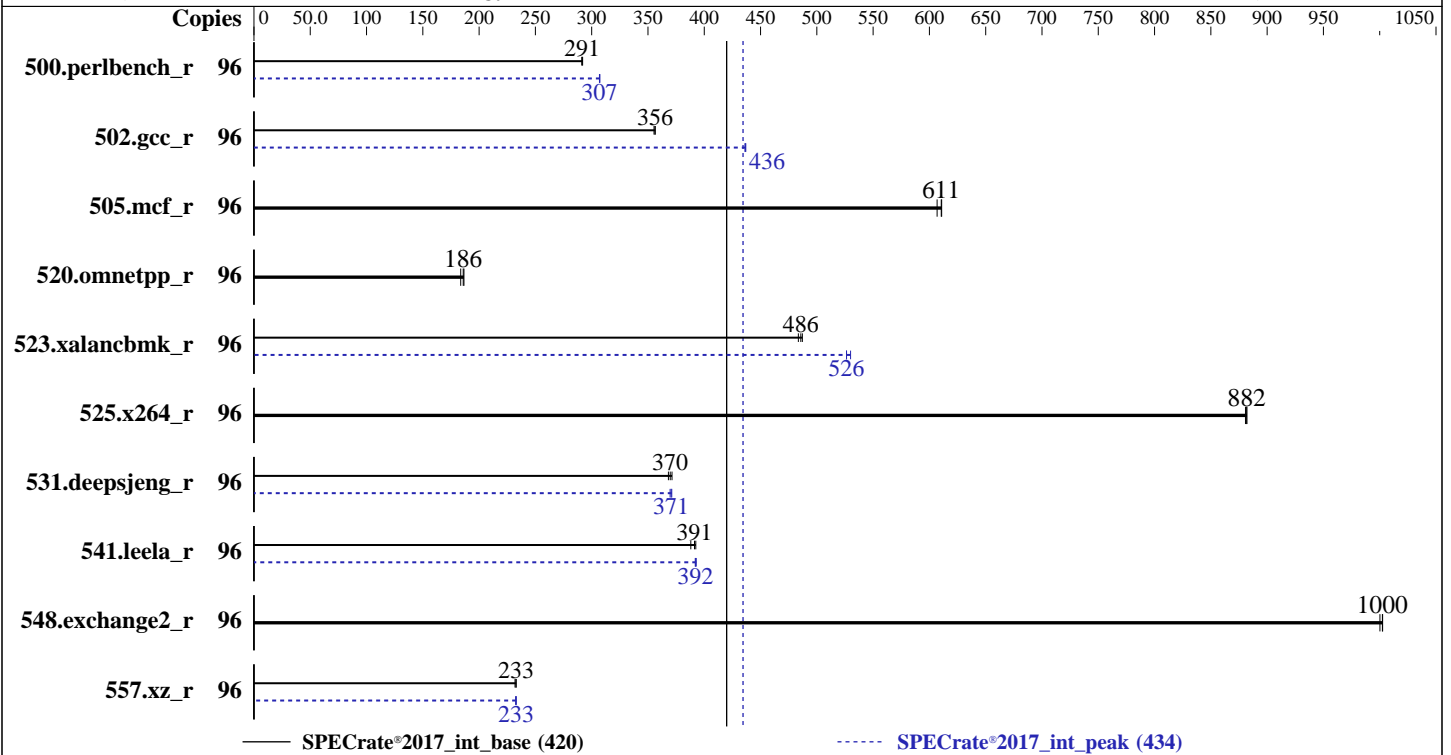 Copies 0 50.0 100 150 200 250 300 350 400 450 500 550 600 650 700 750 800 850 900 950 1050
291
500.perlbench_r 96
307
356
502.gcc_r 96
436
611
505.mcf_r 96
186
520.omnetpp_r 96
486
523.xalancbmk_r 96
526
882
525.x264_r 96
370
531.deepsjeng_r 96
371
391
541.leela_r 96
392
1000
548.exchange2_r 96
233
557.xz_r 96
233
SPECrate®2017_int_base (420) SPECrate®2017_int_peak (434)